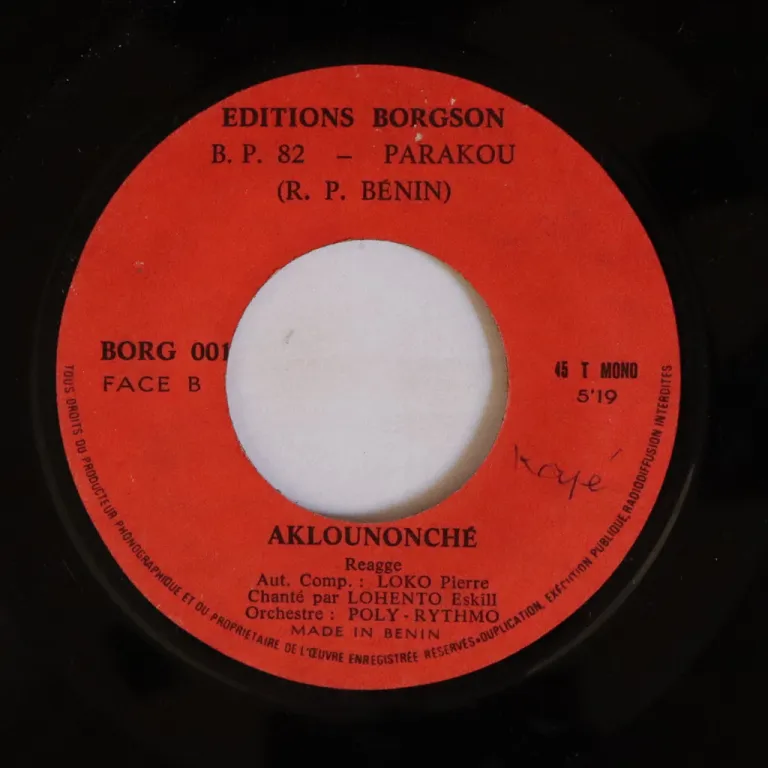 EDITIONS BORGSON
B. P. 82 – PARAKOU
(R. P. BÉNIN)
BORG 001
FACE B
45 T MONO
5'19
Kayé
AKLOUNONCHÉ
Reagge
Aut. Comp. : LOKO Pierre
Chanté par LOHENTO Eskill
Orchestre : POLY - RYTHMO
MADE IN BENIN
TOUS DROITS DU PRODUCTEUR PHONOGRAPHIQUE ET DU PROPRIETAIRE DE L'ŒUVRE ENREGISTRÉE RÉSERVÉS • DUPLICATION, EXÉCUTION PUBLIQUE, RADIODIFFUSION INTERDITES